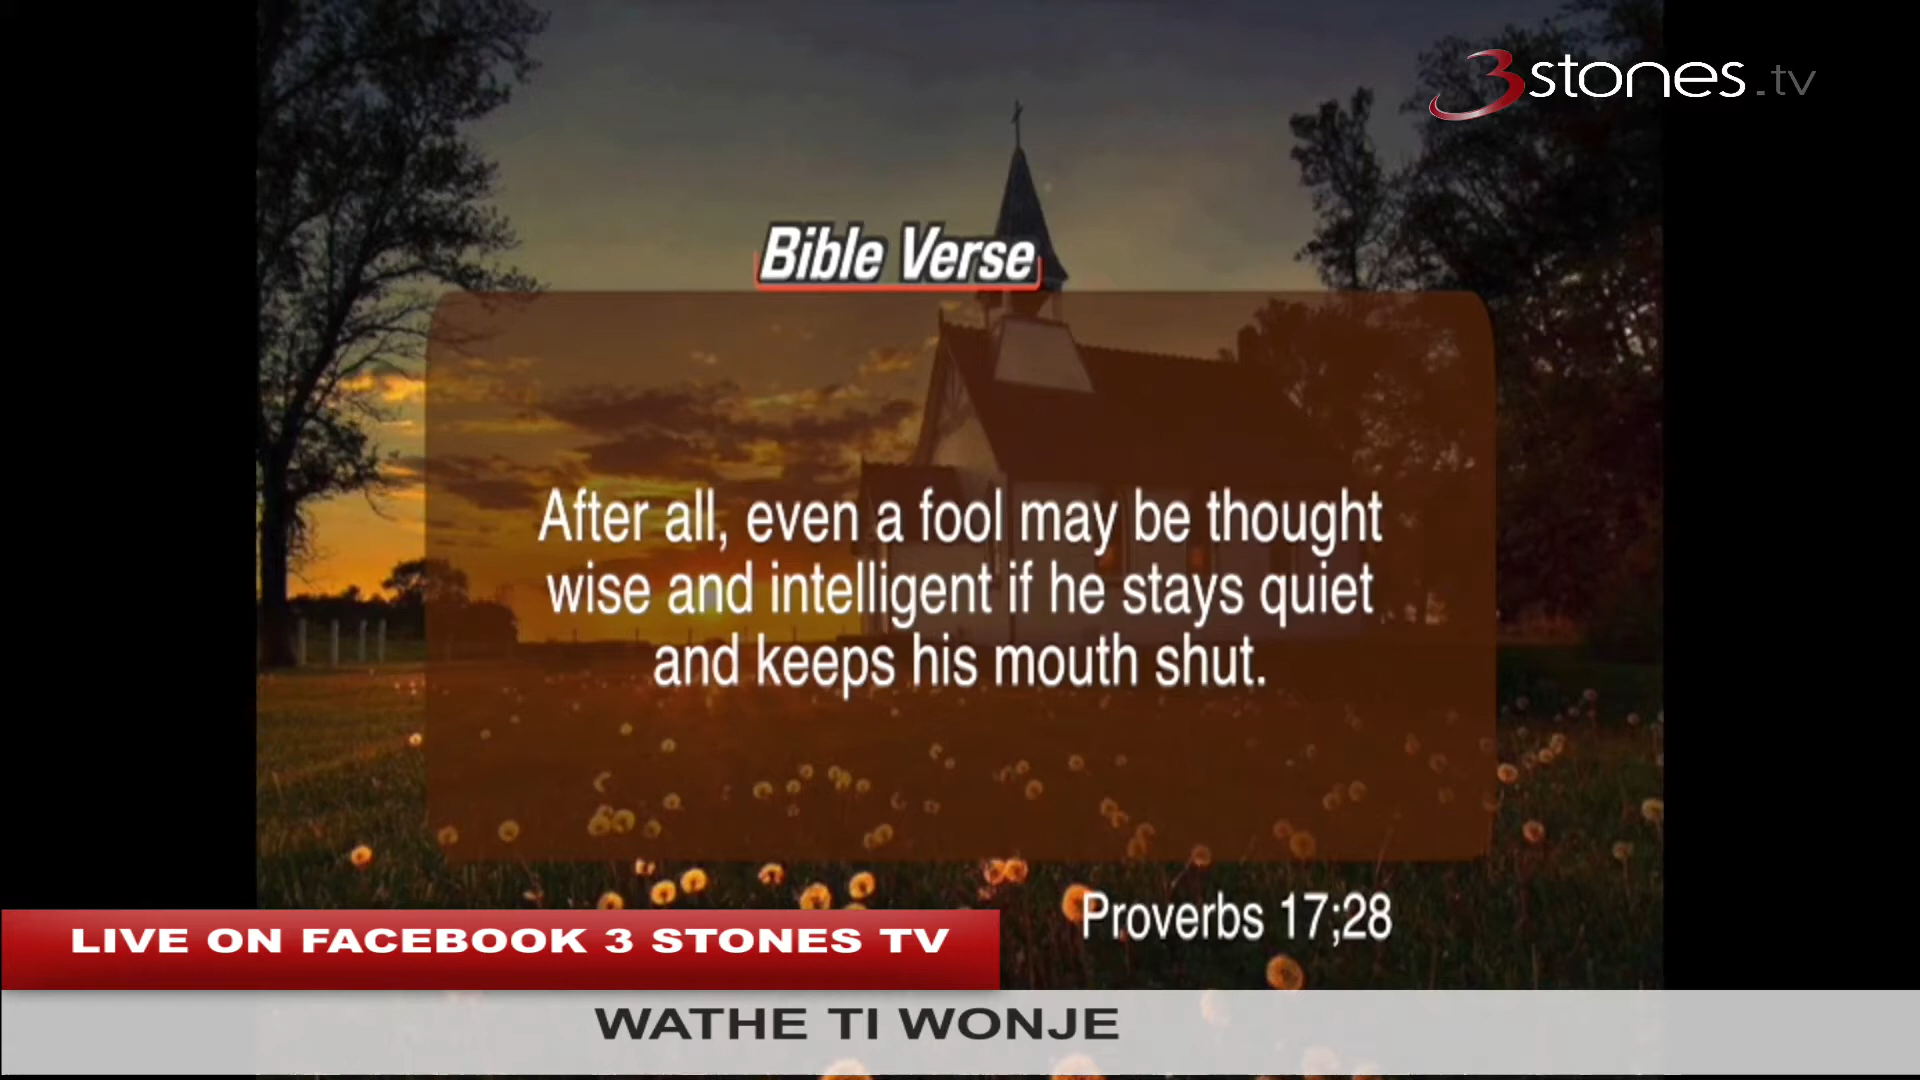 3stones.tv
Bible Verse
After all, even a fool may be thought
wise and intelligent if he stays quiet
and keeps his mouth shut.
Proverbs 17;28
LIVE ON FACEBOOK 3 STONES TV
WATHE TI WONJE